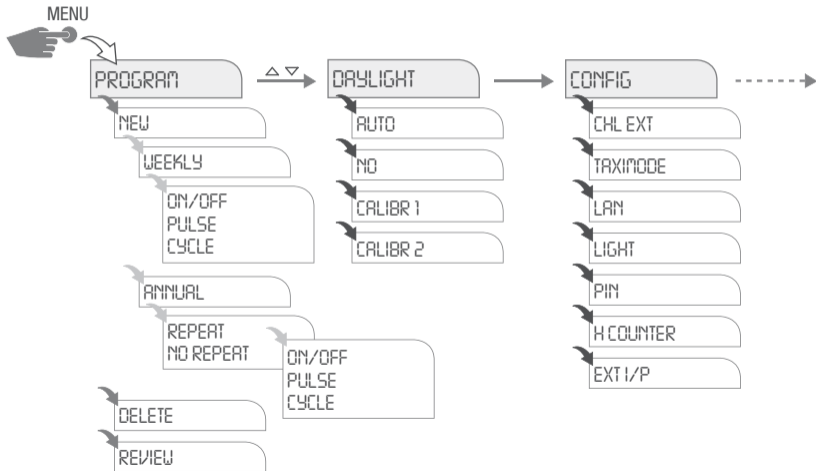 MENU
PROGRAM
NEW
WEEKLY
ON/OFF
PULSE
CYCLE
ANNUAL
REPEAT
NO REPEAT
ON/OFF
PULSE
CYCLE
DELETE
REVIEW
DAYLIGHT
AUTO
NO
CALIBR 1
CALIBR 2
CONFIG
CHL EXT
TAXIMODE
LAN
LIGHT
PIN
H COUNTER
EXT I/P